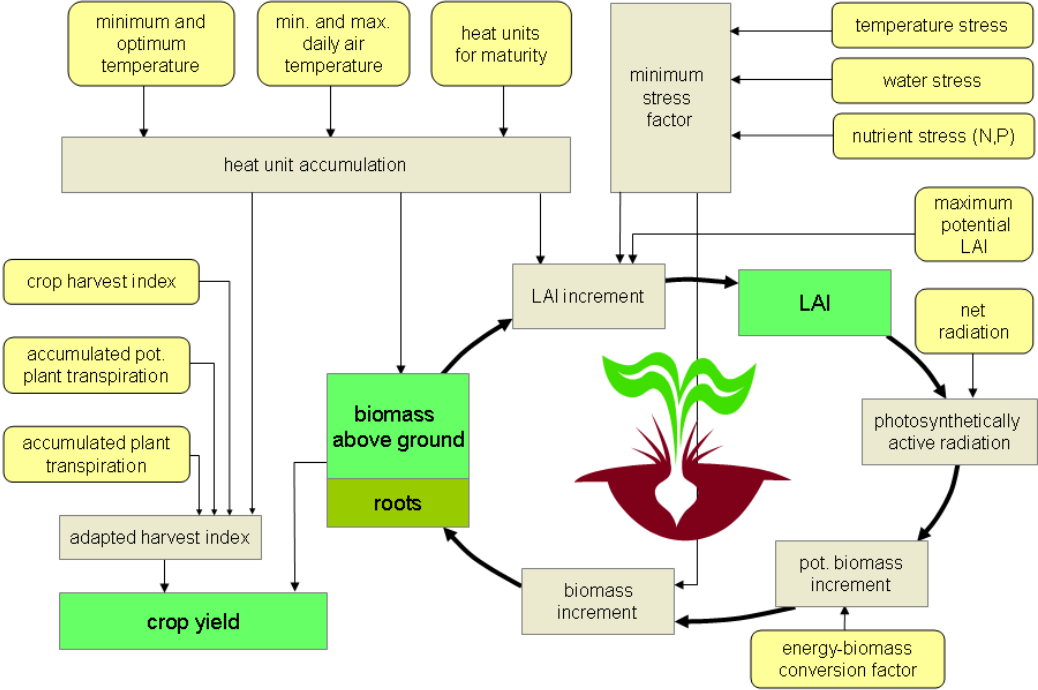 minimum and
optimum
temperature
min. and max.
daily air
temperature
heat units
for maturity
minimum
stress
factor
temperature stress
water stress
nutrient stress (N,P)
heat unit accumulation
maximum
potential
LAI
crop harvest index
LAI increment
LAI
net
radiation
accumulated pot.
plant transpiration
biomass
above ground
photosynthetically
active radiation
accumulated plant
transpiration
roots
adapted harvest index
pot. biomass
increment
biomass
increment
crop yield
energy-biomass
conversion factor